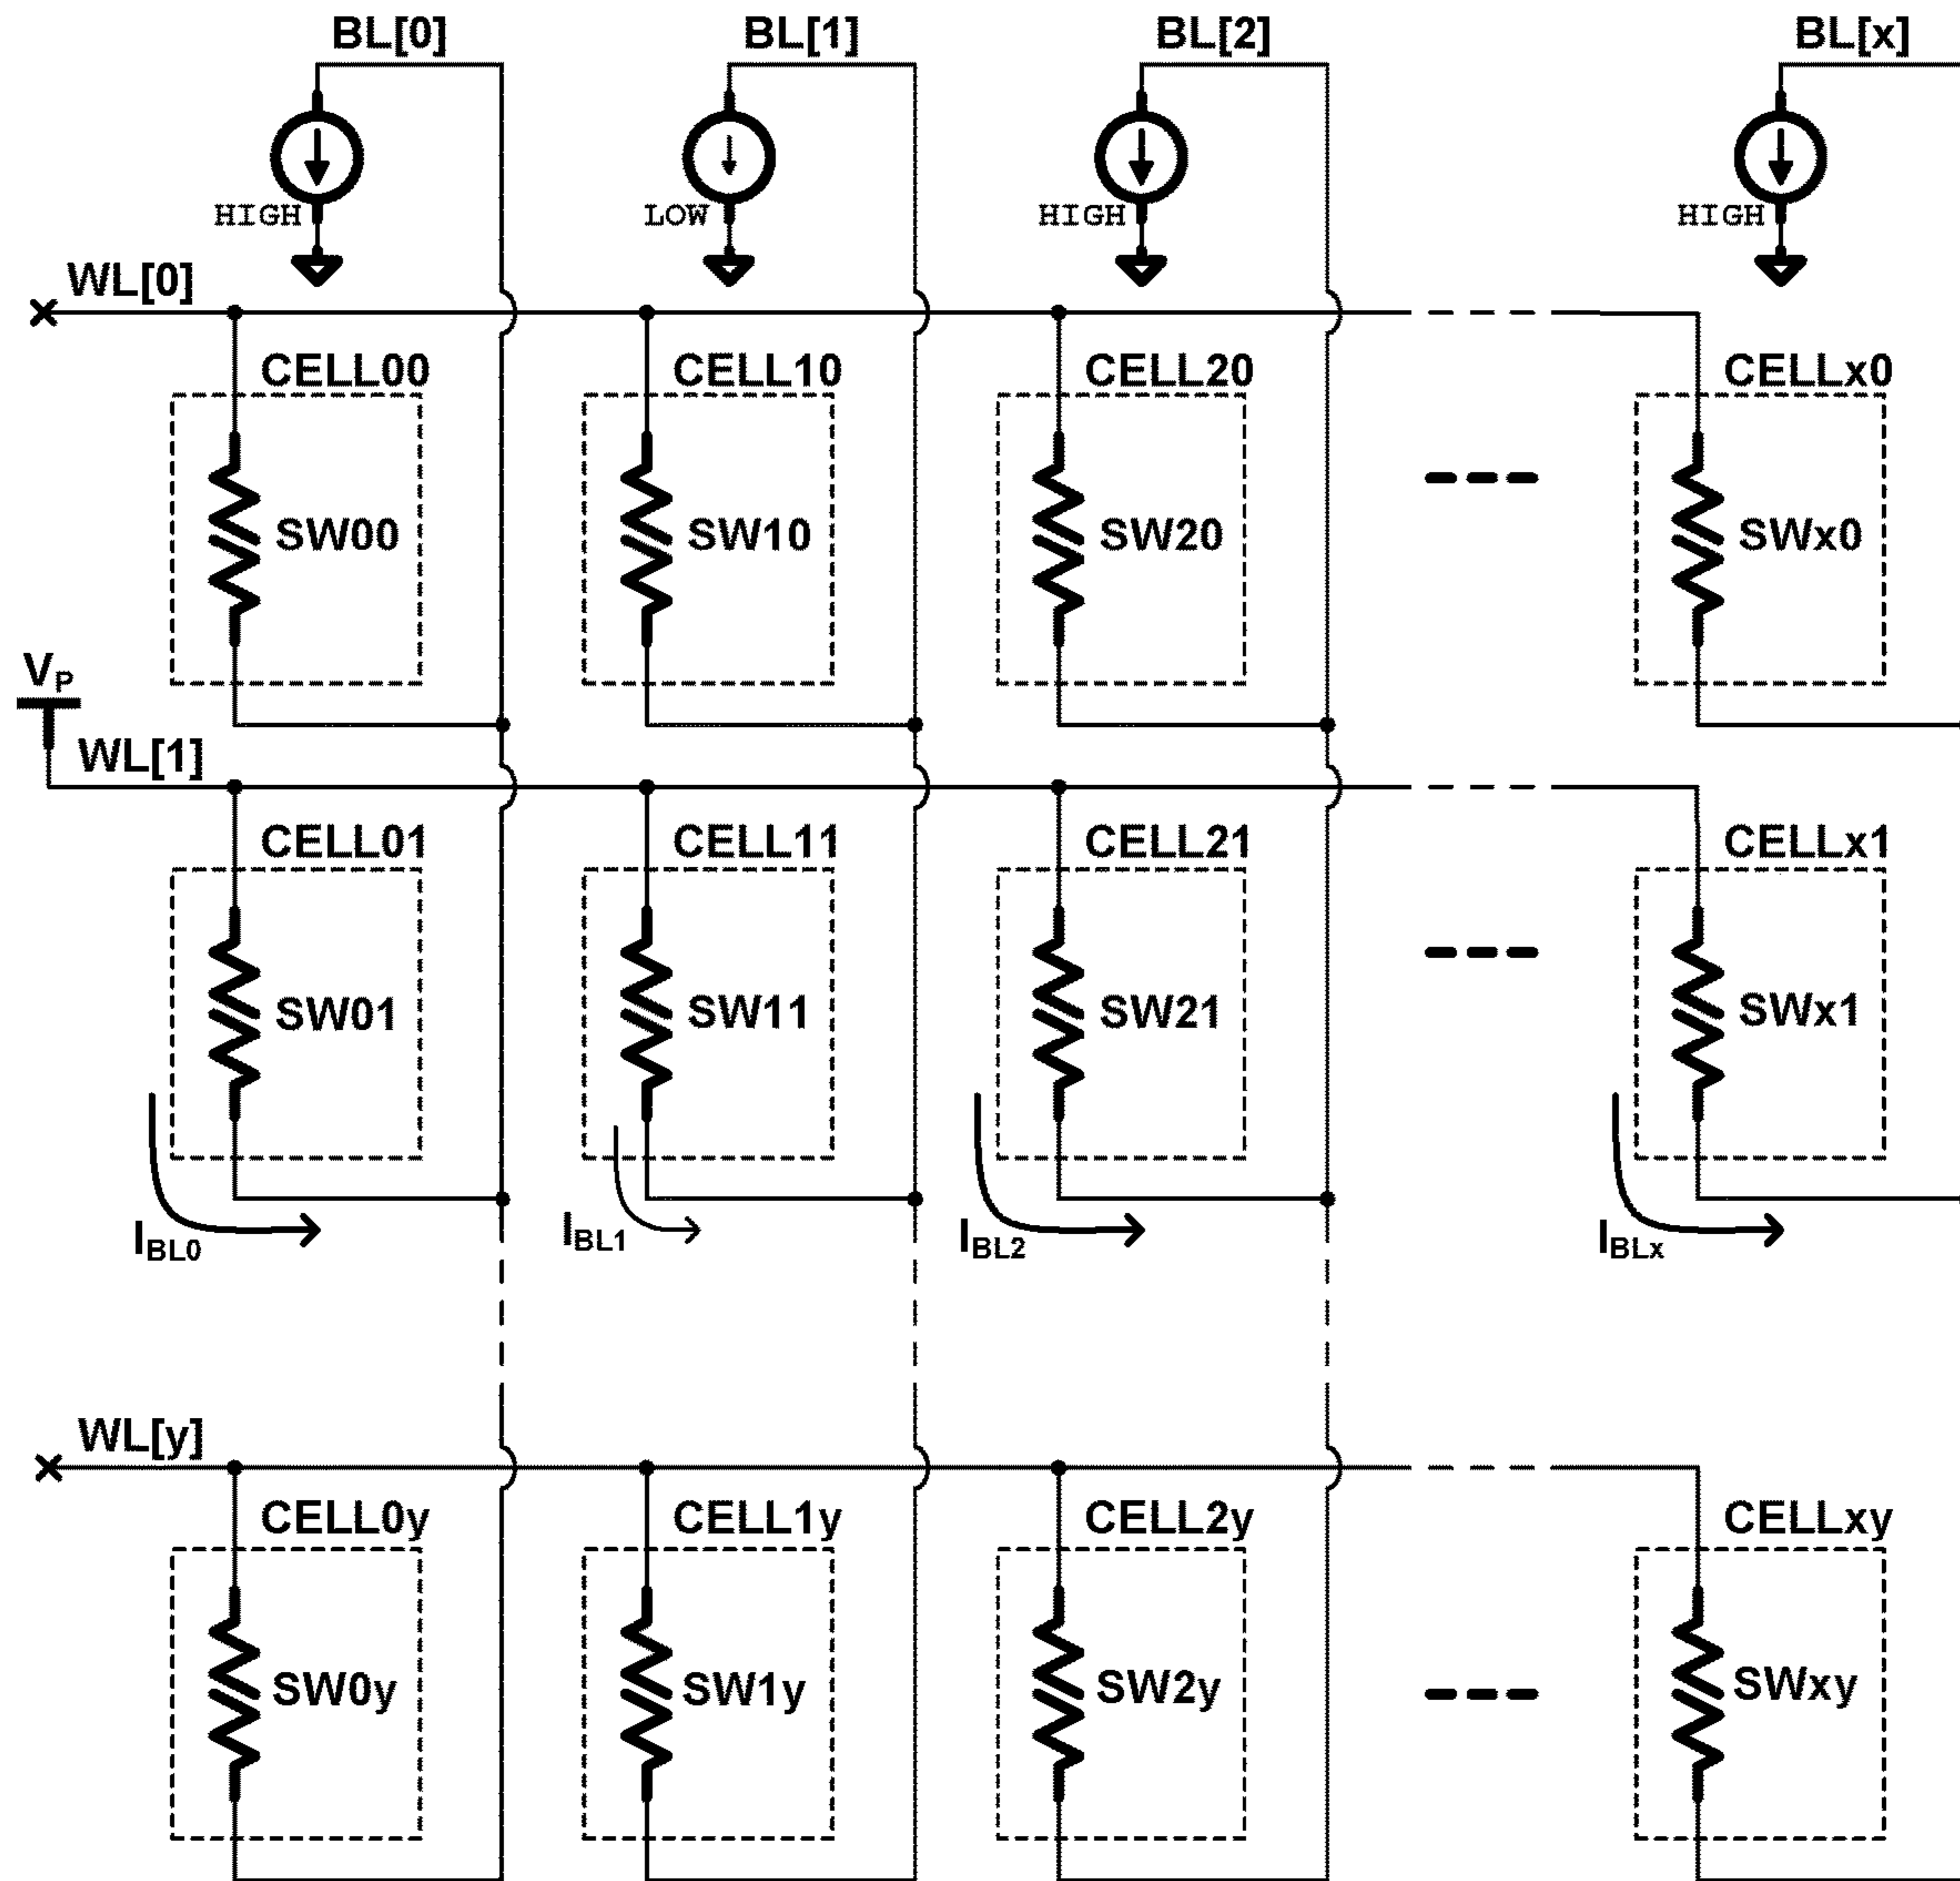 BL[0] BL[1] BL[2] BL[x]
HIGH LOW HIGH HIGH
WL[0]
CELL00 CELL10 CELL20 CELLx0
SW00 SW10 SW20 SWx0
VP
WL[1]
CELL01 CELL11 CELL21 CELLx1
SW01 SW11 SW21 SWx1
IBL0 IBL1 IBL2 IBLx
WL[y]
CELL0y CELL1y CELL2y CELLxy
SW0y SW1y SW2y SWxy